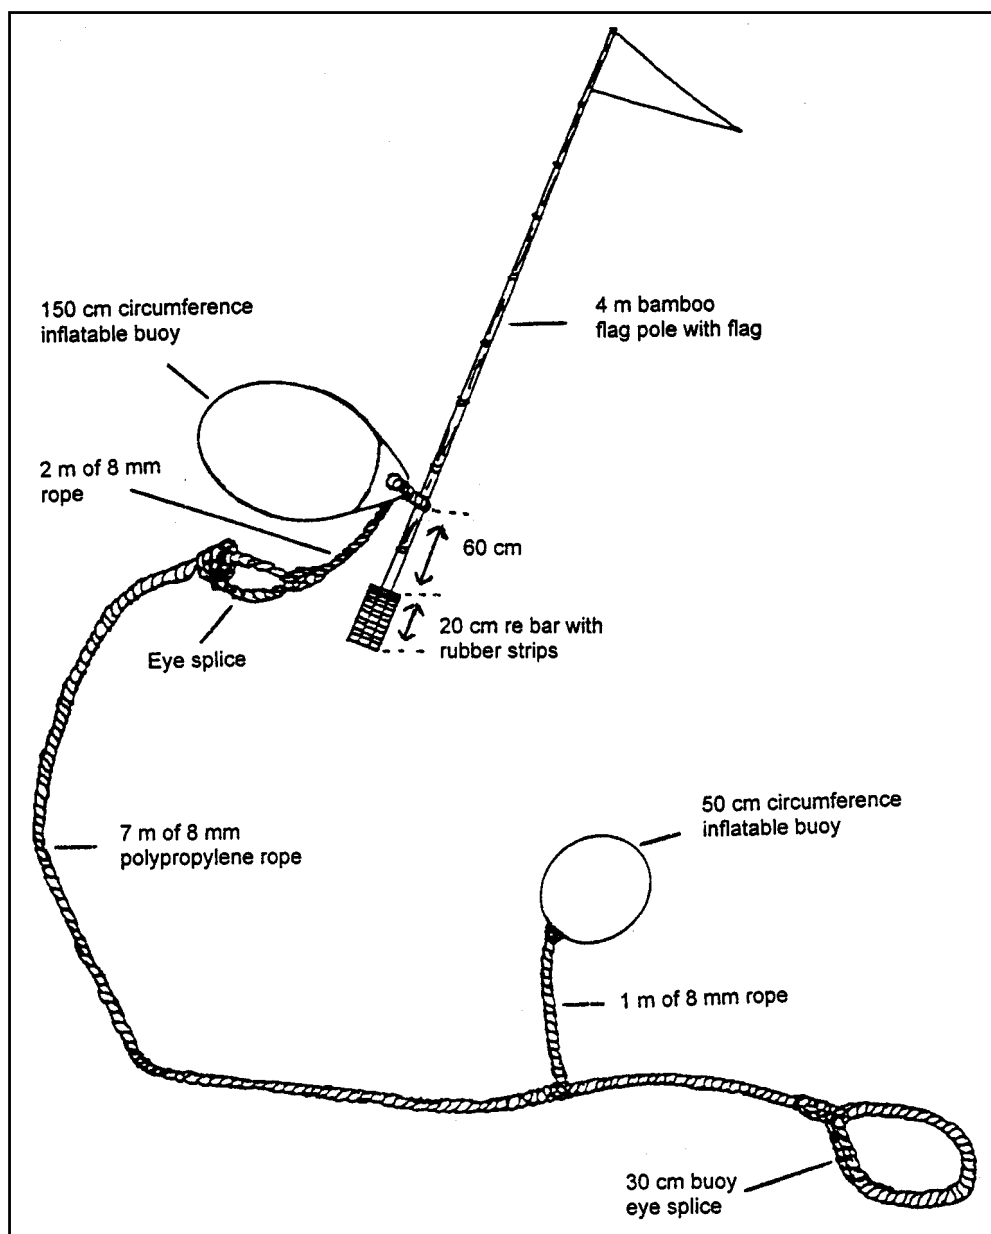 150 cm circumference
inflatable buoy
4 m bamboo
flag pole with flag
2 m of 8 mm
rope
60 cm
20 cm re bar with
rubber strips
Eye splice
50 cm circumference
inflatable buoy
7 m of 8 mm
polypropylene rope
1 m of 8 mm rope
30 cm buoy
eye splice